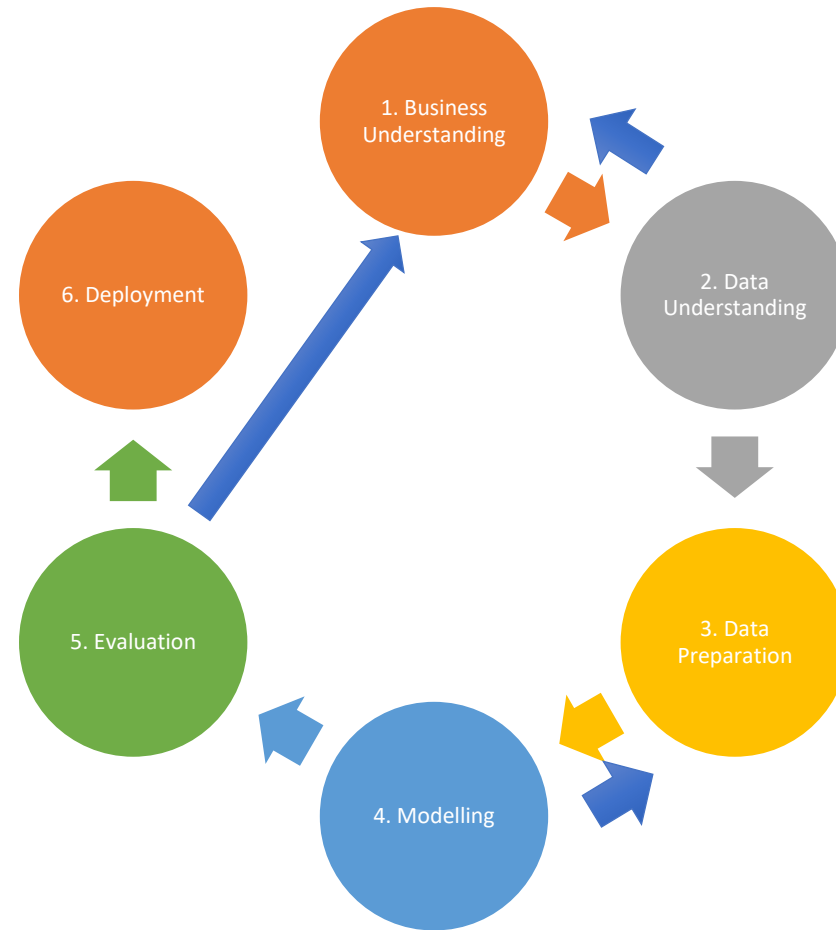 1. Business
Understanding
2. Data
Understanding
3. Data
Preparation
4. Modelling
5. Evaluation
6. Deployment